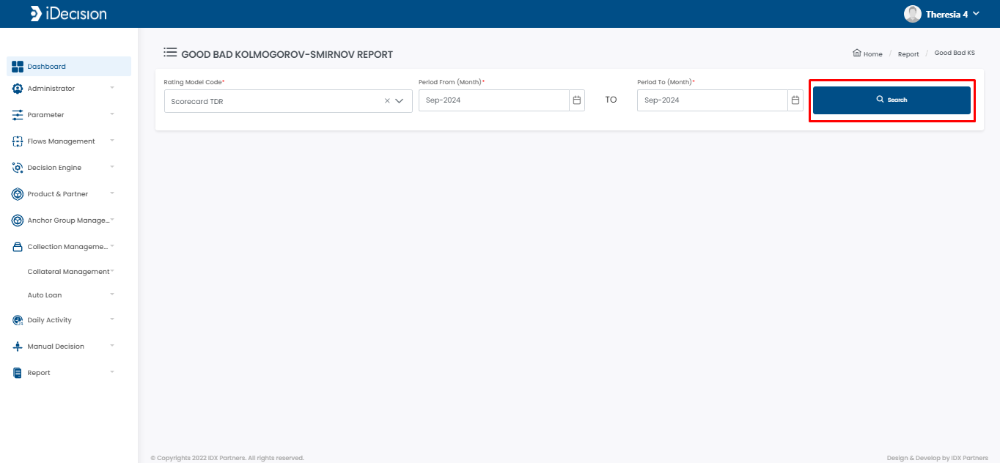 iDecision
Theresia 4
Dashboard
Administrator
Parameter
Flows Management
Decision Engine
Product & Partner
Anchor Group Manage...
Collection Manageme...
Collateral Management
Auto Loan
Daily Activity
Manual Decision
Report
GOOD BAD KOLMOGOROV-SMIRNOV REPORT
Home / Report / Good Bad KS
Rating Model Code*
Scorecard TDR
Period From (Month)*
Sep-2024
TO
Period To (Month)*
Sep-2024
Search
© Copyrights 2022 IDX Partners. All rights reserved.
Design & Develop by IDX Partners